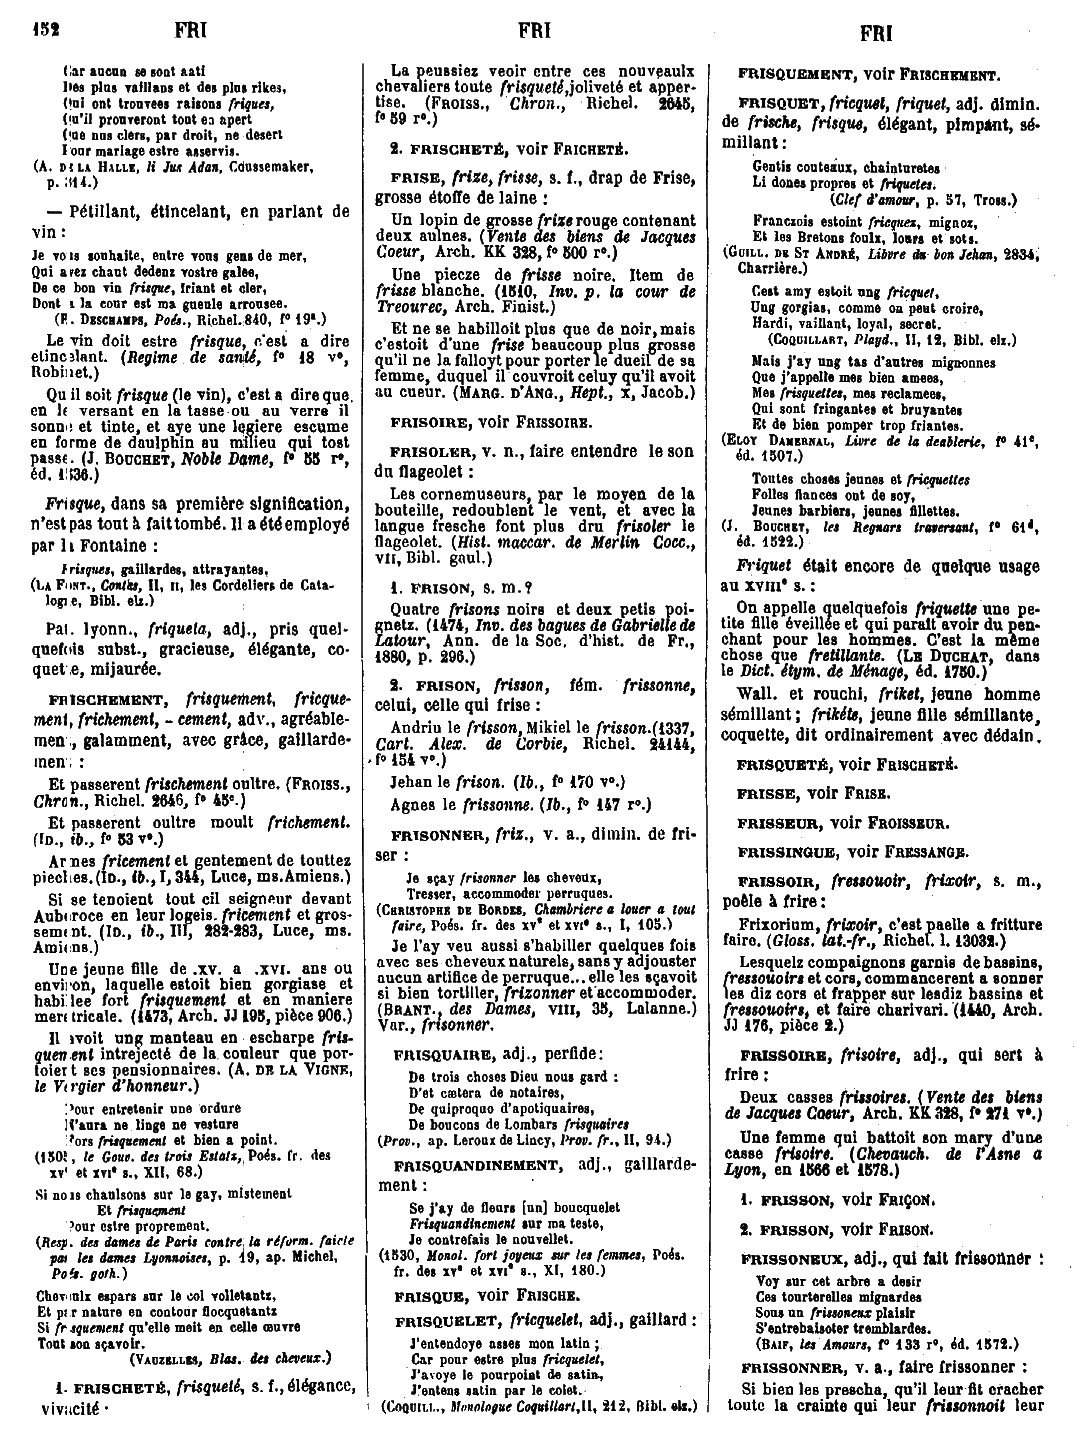 152 FRI FRI FRI
Car aucun se sont aati
Des plus vaillans et des plus rikes,
Qui ont trouvees raisons friques,
Qu'il prouveront tout en apert
Que nus clers, par droit, ne desert
Pour mariage estre asservis.
(A. DE LA HALLE, li Jus Adan, Coussemaker,
p. 314.)
— Pétillant, étincelant, en parlant de
vin :
Je vous souhaite, entre vous gens de mer,
Qui avez chaut dedenz vostre galee,
De ce bon vin frisque, friant et cler,
Dont a la cour est ma gueule arrousee.
(E. DESCHAMPS, Poés., Richel. 840, f° 19ᵃ.)
Le vin doit estre frisque, c'est a dire
etincelant. (Regime de santé, f° 18 v°,
Robinet.)
Qu il soit frisque (le vin), c'est a dire que,
en le versant en la tasse ou au verre il
sonne et tinte, et aye une legiere escume
en forme de daulphin au milieu qui tost
passe. (J. BOUCHET, Noble Dame, f° 55 r°,
éd. 1536.)
Frisque, dans sa première signification,
n'est pas tout à fait tombé. Il a été employé
par la Fontaine :
Frisques, gaillardes, attrayantes.
(LA FONT., Contes, II, II, les Cordeliers de Cata-
logne, Bibl. elz.)
Pat. lyonn., friqueta, adj., pris quel-
quefois subst., gracieuse, élégante, co-
quette, mijaurée.
FRISCHEMENT, frisquement, fricque-
ment, frichement, - cement, adv., agréable-
ment, galamment, avec grâce, gaillarde-
ment :
Et passerent frischement oultre. (FROISS.,
Chron., Richel. 2646, f° 45ᶜ.)
Et passerent oultre moult frichement.
(ID., ib., f° 53 v°.)
Armes fricement et gentement de touttez
pieches. (ID., ib., I, 344, Luce, ms. Amiens.)
Si se tenoient tout cil seigneur devant
Auberoce en leur logeis fricement et gros-
sement. (ID., ib., III, 282-283, Luce, ms.
Amiens.)
Une jeune fille de .XV. a .XVI. ans ou
environ, laquelle estoit bien gorgiase et
habillee fort frisquement et en maniere
meretricale. (1473, Arch. JJ 195, pièce 906.)
Il avoit ung manteau en escharpe fris-
quement intrejecté de la couleur que por-
toient ses pensionnaires. (A. DE LA VIGNE,
le Vergier d'honneur.)
Pour entretenir une ordure
N'aura ne linge ne vesture
Fors frisquement et bien a point.
(, le Gouv. des trois Estatz, Poés. fr. des
XVᵉ et XVIᵉ s., XII, 68.)
Si nous chaulsons sur le gay, mistement
Et frisquement
Pour estre proprement.
(Resp. des dames de Paris contre la réform. faicte
par les dames Lyonnoises, p. 19, ap. Michel,
Poés. goth.)
Cheveulx espars sur le col volletantz,
Et par nature en contour flocquetantz
Si frisquement qu'elle meit en celle œuvre
Tout son sçavoir.
(VAUZELLES, Blas. des cheveux.)
1. FRISCHETÉ, frisqueté, s. f., élégance,
vivacité .
La peussiez veoir entre ces nouveaulx
chevaliers toute frisqueté, joliveté et apper-
tise. (FROISS., Chron., Richel. 2645,
f° 59 r°.)
2. FRISCHETÉ, voir FRICHETÉ.
FRISE, frize, frisse, s. f., drap de Frise,
grosse étoffe de laine :
Un lopin de grosse frize rouge contenant
deux aulnes. (Vente des biens de Jacques
Coeur, Arch. KK 328, f° 500 r°.)
Une piecze de frisse noire. Item de
frisse blanche. (1510, Inv. p. la cour de
Treourec, Arch. Finist.)
Et ne se habilloit plus que de noir, mais
c'estoit d'une frise beaucoup plus grosse
qu'il ne la falloyt pour porter le dueil de sa
femme, duquel il couvroit celuy qu'il avoit
au cueur. (MARG. D'ANG., Hept., X, Jacob.)
FRISOIRE, voir FRISSOIRE.
FRISOLER, v. n., faire entendre le son
du flageolet :
Les cornemuseurs, par le moyen de la
bouteille, redoublent le vent, et avec la
langue fresche font plus dru frisoler le
flageolet. (Hist. maccar. de Merlin Cocc.,
VII, Bibl. gaul.)
1. FRISON, s. m. ?
Quatre frisons noirs et deux petis poi-
gnetz. (1474, Inv. des bagues de Gabrielle de
Latour, Ann. de la Soc. d'hist. de Fr.,
1880, p. 296.)
2. FRISON, frisson, fém. frissonne,
celui, celle qui frise :
Andriu le frisson, Mikiel le frisson. (1337,
Cart. Alex. de Corbie, Richel. 24144,
f° 154 v°.)
Jehan le frison. (Ib., f° 170 v°.)
Agnes le frissonne. (Ib., f° 147 r°.)
FRISONNER, friz., v. a., dimin. de fri-
ser :
Je sçay frisonner les cheveux,
Tresser, accommoder perruques.
(CHRISTOPHE DE BORDES, Chambriere a louer a tout
faire, Poés. fr. des XVᵉ et XVIᵉ s., I, 105.)
Je l'ay veu aussi s'habiller quelques fois
avec ses cheveux naturels, sans y adjouster
aucun artifice de perruque... elle les sçavoit
si bien tortiller, frizonner et accommoder.
(BRANT., des Dames, VIII, 35, Lalanne.)
Var., frisonner.
FRISQUAIRE, adj., perfide :
De trois choses Dieu nous gard :
D'et cætera de notaires,
De quiproquo d'apotiquaires,
De boucons de Lombars frisquaires
(Prov., ap. Leroux de Lincy, Prov. fr., II, 94.)
FRISQUANDINEMENT, adj., gaillarde-
ment :
Se j'ay de fleurs [un] boucquelet
Frisquandinement sur ma teste,
Je contrefais le nouvellet.
(1530, Monol. fort joyeux sur les femmes, Poés.
fr. des XVᵉ et XVIᵉ s., XI, 180.)
FRISQUE, voir FRISCHE.
FRISQUELET, fricquelet, adj., gaillard :
J'entendoye asses mon latin ;
Car pour estre plus fricquelet,
J'avoye le pourpoint de satin,
J'entens satin par le colet.
(COQUILL., Monologue Coquillart, II, 212, Bibl. elz.)
FRISQUEMENT, voir FRISCHEMENT.
FRISQUET, fricquet, friquet, adj. dimin.
de frische, frisque, élégant, pimpant, sé-
millant :
Gentis conteaux, chainturetes
Li dones propres et friquetes.
(Clef d'amour, p. 57, Tross.)
Franczois estoint fricquez, mignoz,
Et les Bretons foulx, lours et sots.
(GUILL. DE ST ANDRÉ, Libvre du bon Jehan, 2834,
Charrière.)
Cest amy estoit ung fricquet,
Ung gorgias, comme on peut croire,
Hardi, vaillant, loyal, secret.
(COQUILLART, Playd., II, 12, Bibl. elz.)
Mais j'ay ung tas d'autres mignonnes
Que j'appelle mes bien amees,
Mes frisquettes, mes reclamees,
Qui sont fringantes et bruyantes
Et de bien pomper trop friantes.
(ELOY DAMERNAL, Livre de la deablerie, f° 41ᶜ,
éd. 1507.)
Toutes choses jeunes et fricquettes
Folles fiances ont de soy,
Jeunes barbiers, jeunes fillettes.
(J. BOUCHET, les Regnars traversant, f° 61ᵈ,
éd. 1522.)
Friquet était encore de quelque usage
au XVIIIᵉ s. :
On appelle quelquefois friquette une pe-
tite fille éveillée et qui paraît avoir du pen-
chant pour les hommes. C'est la même
chose que fretillante. (LE DUCHAT, dans
le Dict. étym. de Ménage, éd. 1750.)
Wall. et rouchi, friket, jeune homme
sémillant ; frikéte, jeune fille sémillante,
coquette, dit ordinairement avec dédain.
FRISQUETÉ, voir FRISCHETÉ.
FRISSE, voir FRISE.
FRISSEUR, voir FROISSEUR.
FRISSINGUE, voir FRESSANGE.
FRISSOIR, fressouoir, frixoir, s. m.,
poêle à frire :
Frixorium, frixoir, c'est paelle a fritture
faire. (Gloss. lat.-fr., Richel. l. 13032.)
Lesquelz compaignons garnis de bassins,
fressouoirs et cors, commancerent a sonner
les diz cors et frapper sur lesdiz bassins et
fressouoirs, et faire charivari. (1440, Arch.
JJ 176, pièce 2.)
FRISSOIRE, frisoire, adj., qui sert à
frire :
Deux casses frissoires. (Vente des biens
de Jacques Coeur, Arch. KK 328, f° 271 v°.)
Une femme qui battoit son mary d'une
casse frisoire. (Chevauch. de l'Asne a
Lyon, en 1566 et 1578.)
1. FRISSON, voir FRIÇON.
2. FRISSON, voir FRISON.
FRISSONEUX, adj., qui fait frissonner :
Voy sur cet arbre a desir
Ces tourterelles mignardes
Sous un frissoneux plaisir
S'entrebaisoter tremblardes.
(BAIF, les Amours, f° 133 r°, éd. 1572.)
FRISSONNER, v. a., faire frissonner :
Si bien les prescha, qu'il leur fit cracher
toute la crainte qui leur frissonnoit leur